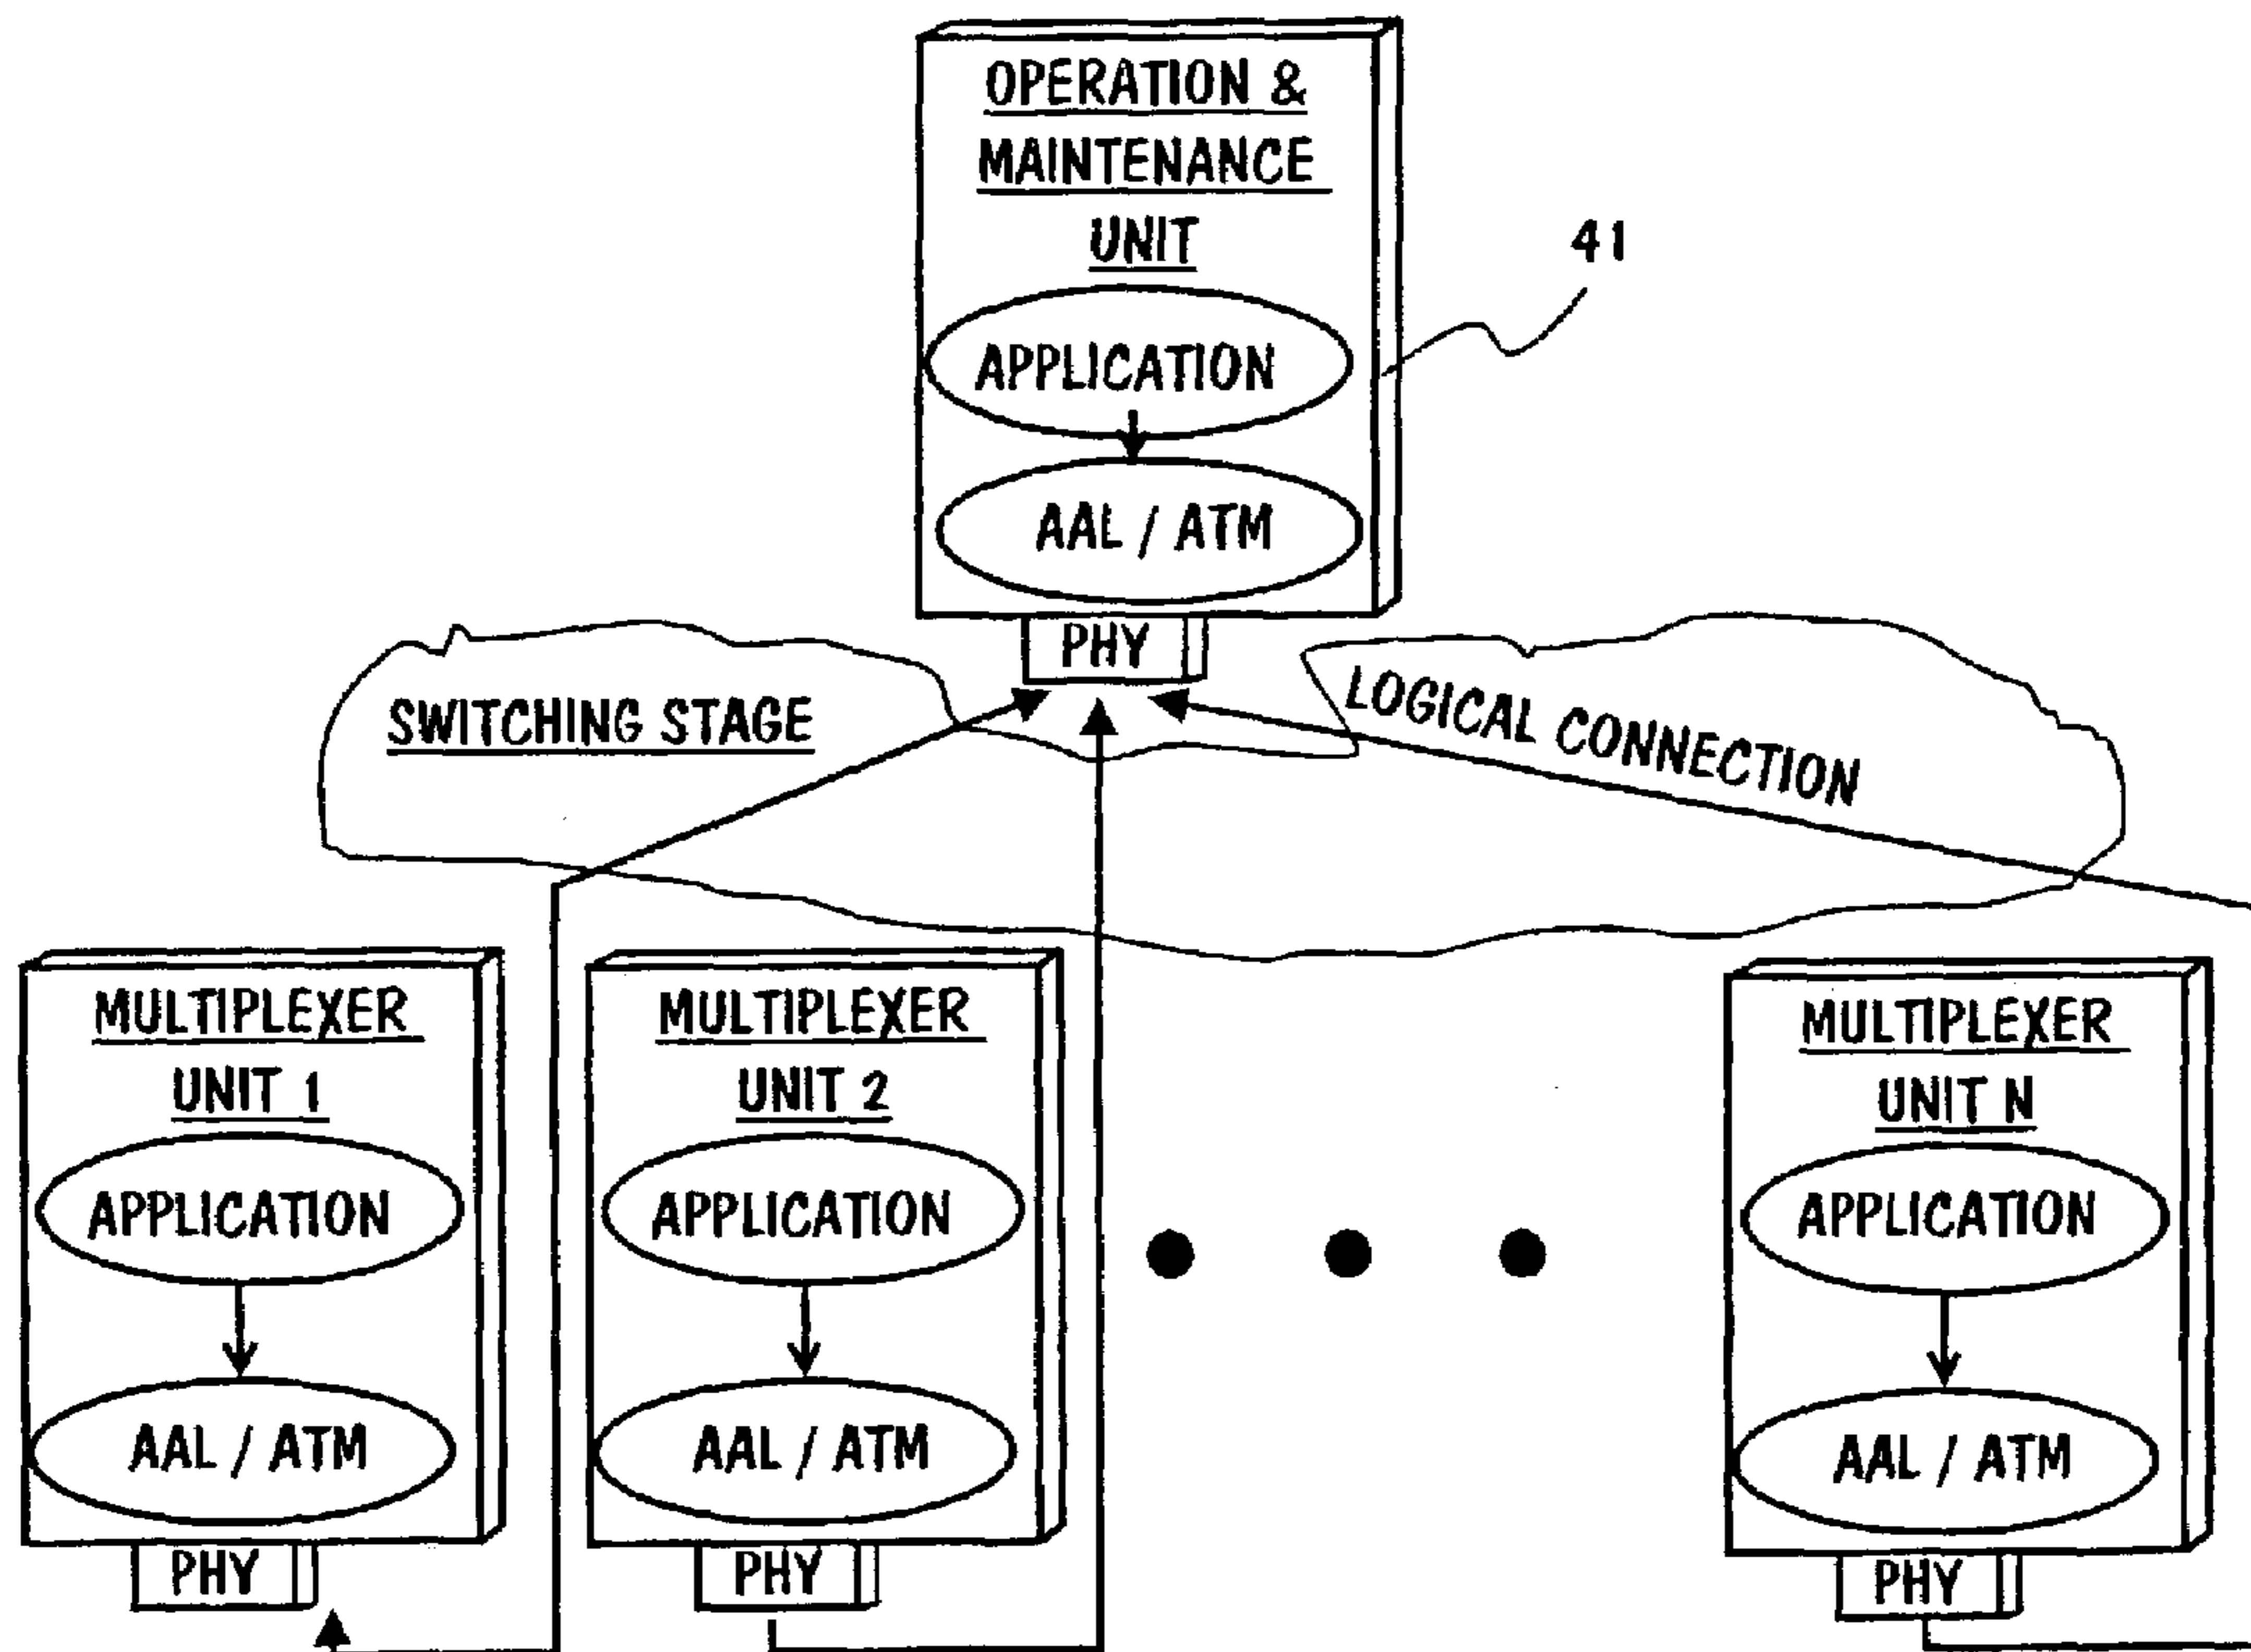 OPERATION &
MAINTENANCE
UNIT
41
APPLICATION
AAL / ATM
PHY
SWITCHING STAGE
LOGICAL CONNECTION
MULTIPLEXER
UNIT 1
APPLICATION
AAL / ATM
PHY
MULTIPLEXER
UNIT 2
APPLICATION
AAL / ATM
PHY
MULTIPLEXER
UNIT N
APPLICATION
AAL / ATM
PHY